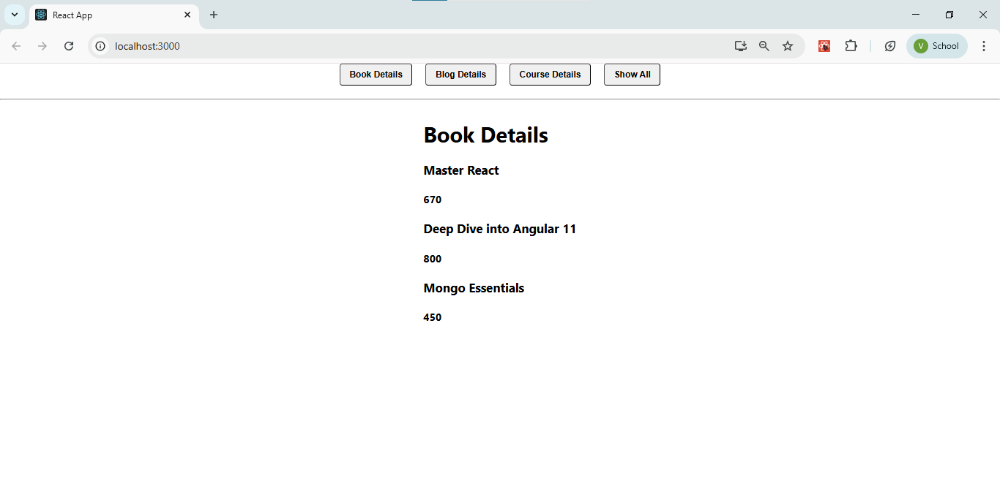 React App
localhost:3000
V School
Book Details Blog Details Course Details Show All
Book Details
Master React
670
Deep Dive into Angular 11
800
Mongo Essentials
450